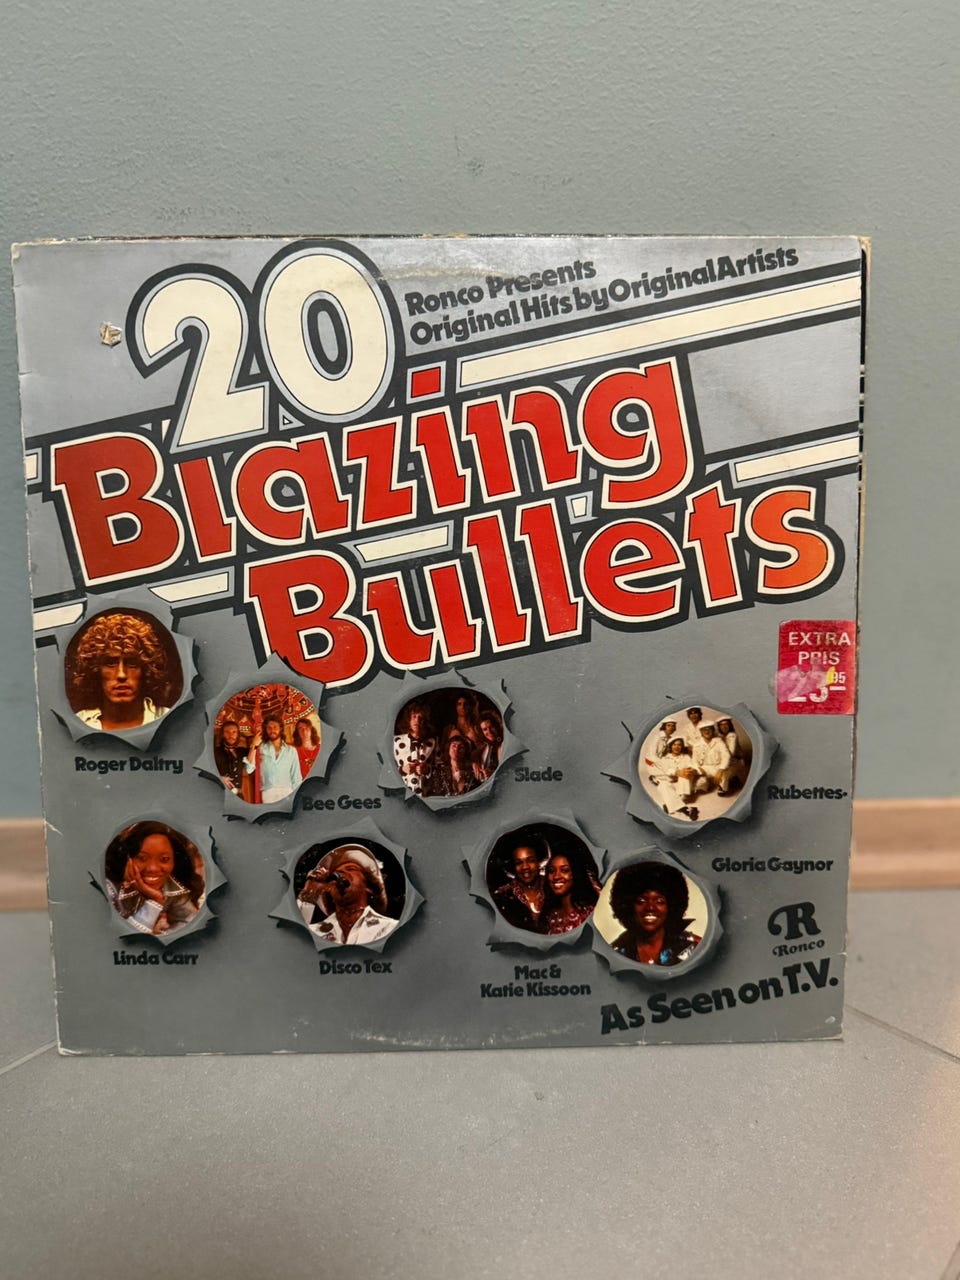 20
Ronco Presents
Original Hits by Original Artists
Blazing
Bullets
EXTRA
PRIS
95
Roger Daltry
Bee Gees
Slade
Rubettes
Linda Carr
Disco Tex
Mac &
Katie Kissoon
Gloria Gaynor
R
Ronco
As Seen on T.V.